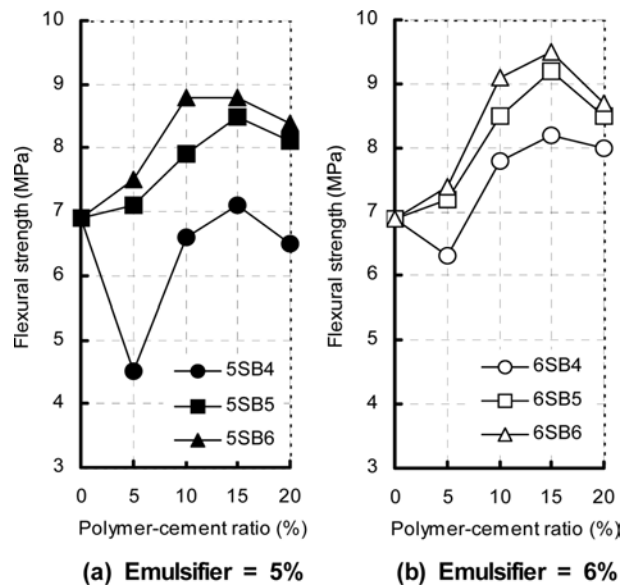 10
9
8
7
6
5
4
3
Flexural strength (MPa)
5SB4
5SB5
5SB6
0 5 10 15 20
Polymer-cement ratio (%)
(a) Emulsifier = 5%
10
9
8
7
6
5
4
3
Flexural strength (MPa)
6SB4
6SB5
6SB6
0 5 10 15 20
Polymer-cement ratio (%)
(b) Emulsifier = 6%